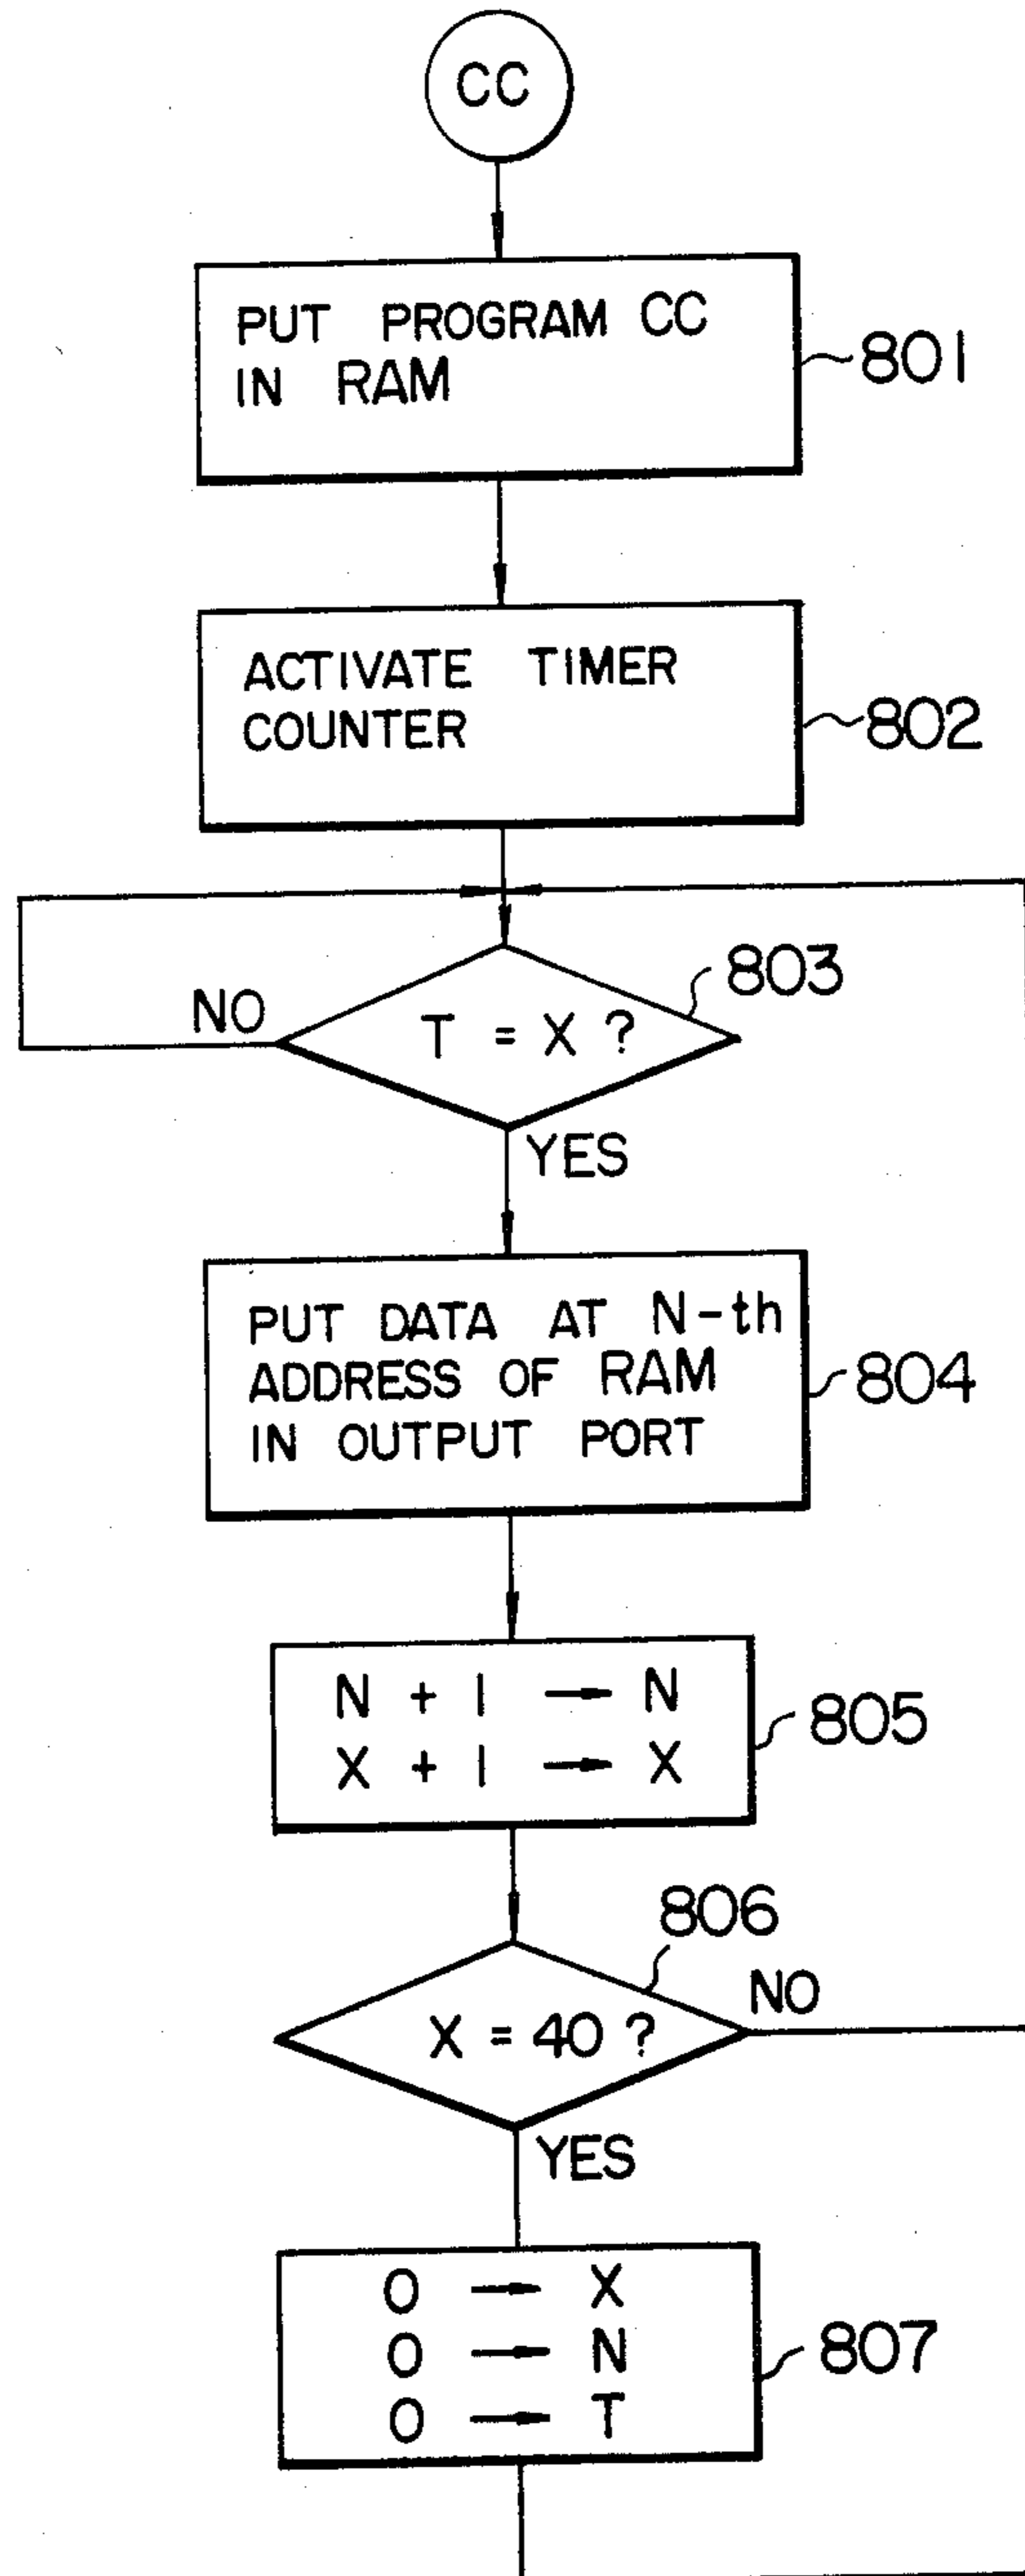 CC
PUT PROGRAM CC
IN RAM
801
ACTIVATE TIMER
COUNTER
802
803
T = X ?
NO
YES
PUT DATA AT N-th
ADDRESS OF RAM
IN OUTPUT PORT
804
N + 1 → N
X + 1 → X
805
806
X = 40 ?
NO
YES
0 → X
0 → N
0 → T
807